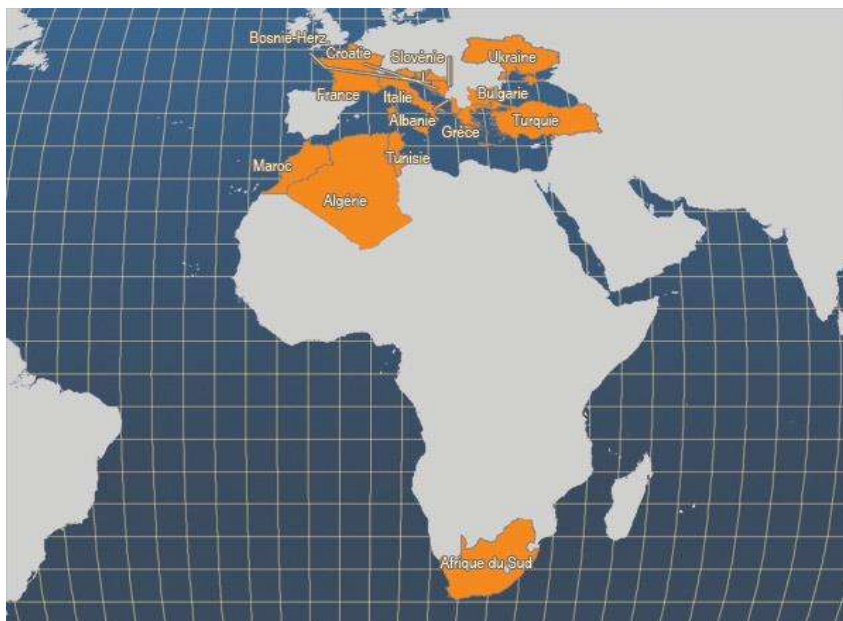 Bosnie-Herz.
Croatie
Slovénie
Ukraine
France
Italie
Bulgarie
Albanie
Grèce
Turquie
Maroc
Tunisie
Algérie
Afrique du Sud